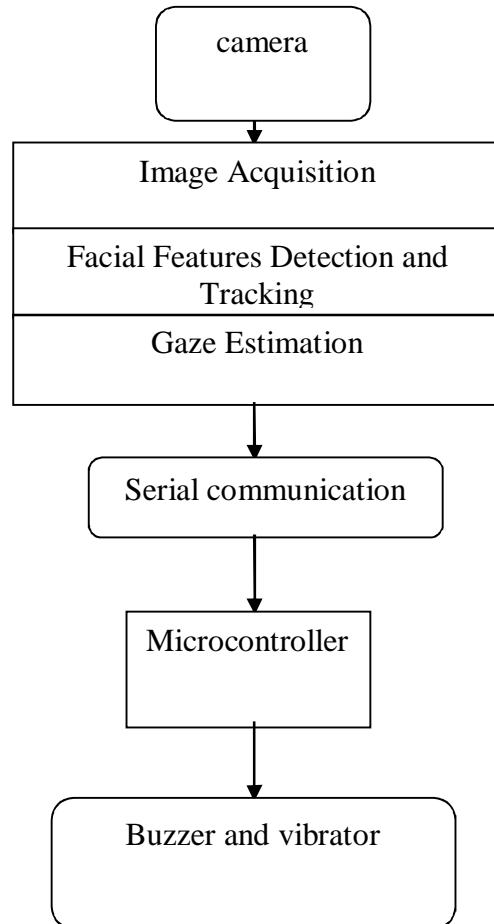 camera
Image Acquisition
Facial Features Detection and
Tracking
Gaze Estimation
Serial communication
Microcontroller
Buzzer and vibrator